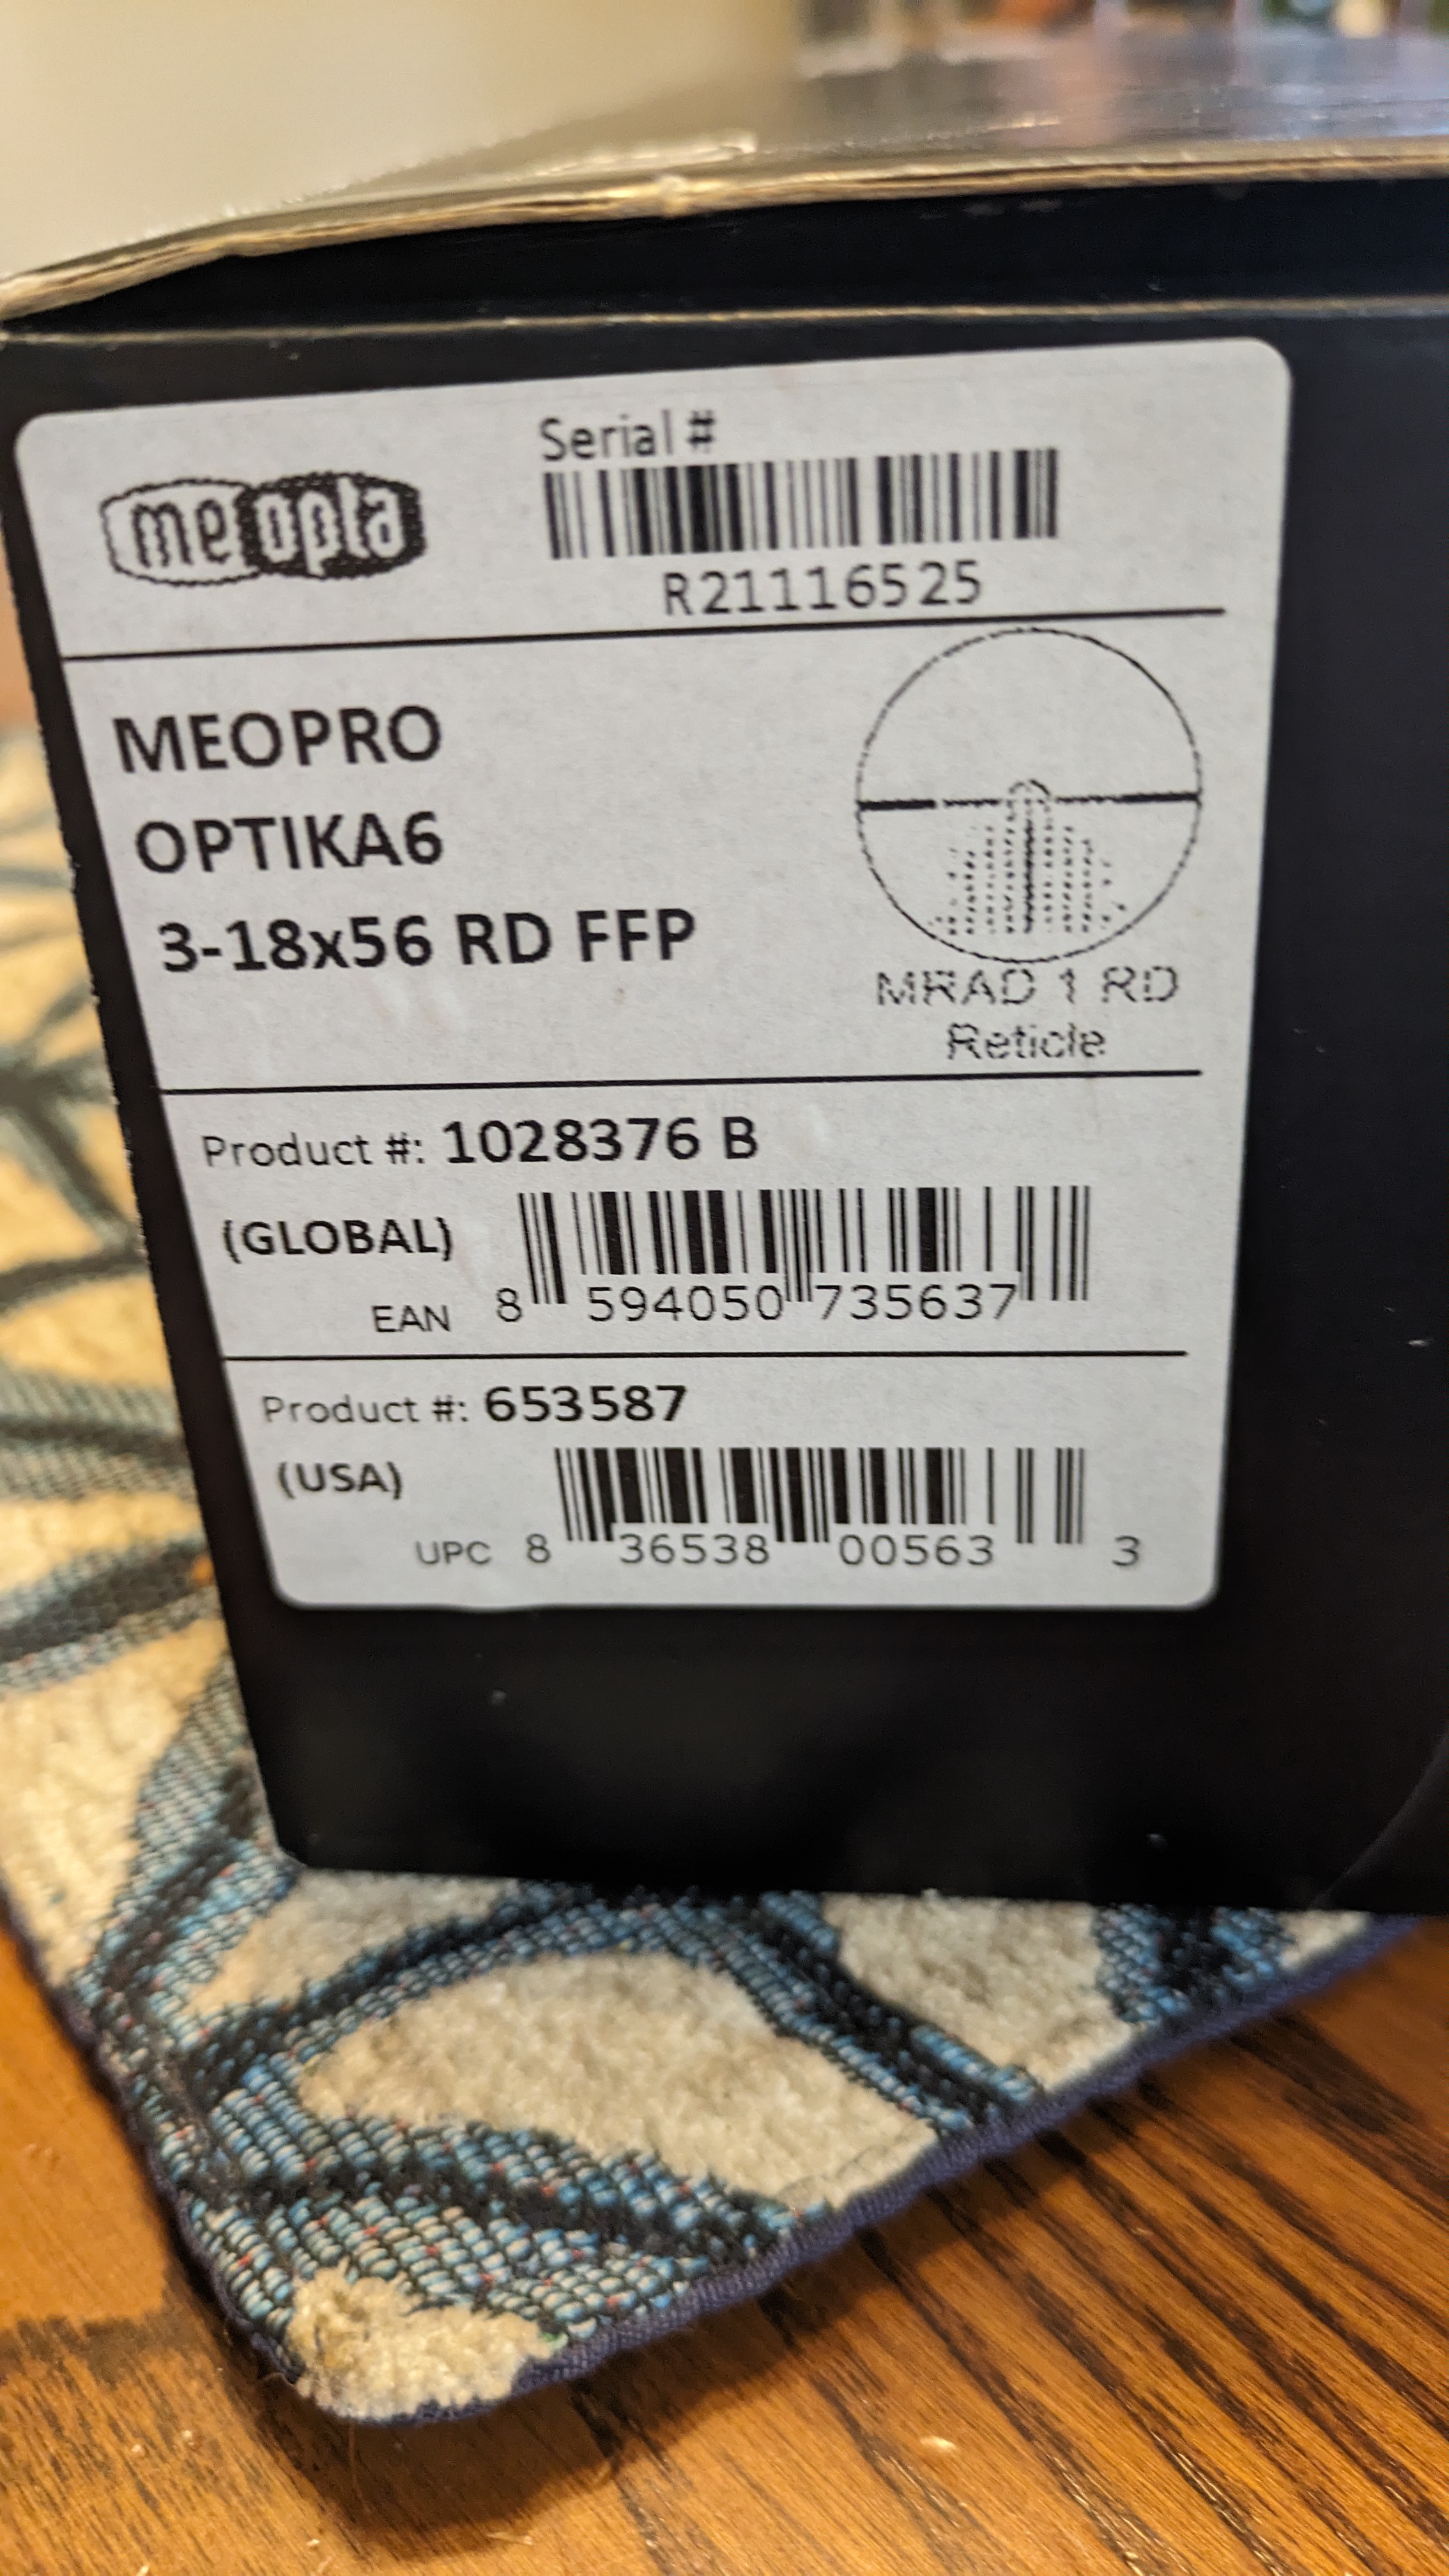 meopta
Serial #
R21116525
MEOPRO
OPTIKA6
3-18x56 RD FFP
MRAD 1 RD
Reticle
Product #: 1028376 B
(GLOBAL)
EAN 8 594050 735637
Product #: 653587
(USA)
UPC 8 36538 00563 3